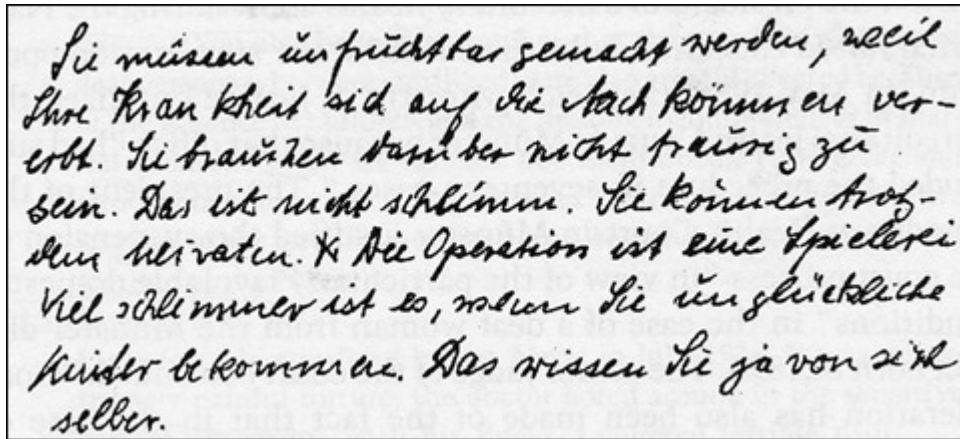 Sie müssen unfruchtbar gemacht werden, weil
Ihre Krankheit sich auf die Nachkommen ver-
erbt. Sie brauchen darüber nicht traurig zu
sein. Das ist nicht schlimm. Sie können trotz-
dem heiraten. Die Operation ist eine Spielerei
Viel schlimmer ist es, wenn Sie unglückliche
Kinder bekommen. Das wissen Sie ja von sich
selber.